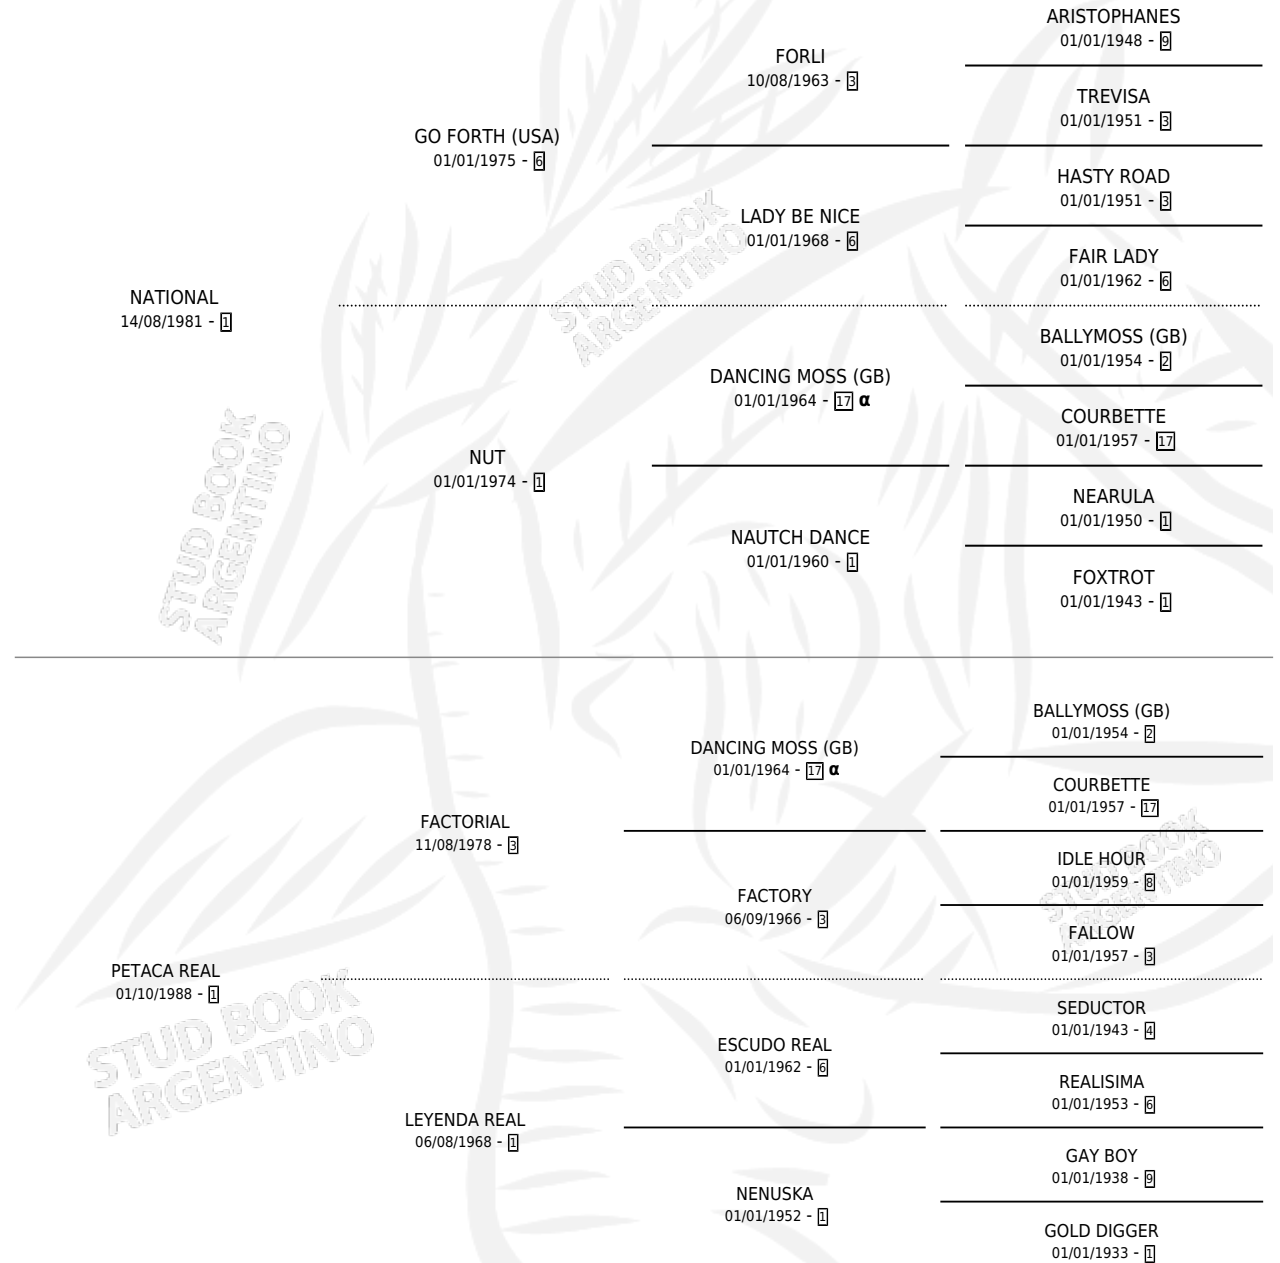 ARISTOPHANES
01/01/1948 - 9
FORLI
10/08/1963 - 3
TREVISA
01/01/1951 - 3
GO FORTH (USA)
01/01/1975 - 6
HASTY ROAD
01/01/1951 - 3
LADY BE NICE
01/01/1968 - 6
FAIR LADY
01/01/1962 - 6
STUD BOOK
ARGENTINO
NATIONAL
14/08/1981 - 1
BALLYMOSS (GB)
01/01/1954 - 2
DANCING MOSS (GB)
01/01/1964 - 17 α
COURBETTE
01/01/1957 - 17
NUT
01/01/1974 - 1
NEARULA
01/01/1950 - 1
NAUTCH DANCE
01/01/1960 - 1
FOXTROT
01/01/1943 - 1
STUD BOOK
ARGENTINO
BALLYMOSS (GB)
01/01/1954 - 2
DANCING MOSS (GB)
01/01/1964 - 17 α
COURBETTE
01/01/1957 - 17
FACTORIAL
11/08/1978 - 3
IDLE HOUR
01/01/1959 - 8
FACTORY
06/09/1966 - 3
FALLOW
01/01/1957 - 3
STUD BOOK
ARGENTINO
PETACA REAL
01/10/1988 - 1
SEDUCTOR
01/01/1943 - 4
ESCUDO REAL
01/01/1962 - 6
REALISIMA
01/01/1953 - 6
STUD BOOK
ARGENTINO
LEYENDA REAL
06/08/1968 - 1
GAY BOY
01/01/1938 - 9
NENUSKA
01/01/1952 - 1
GOLD DIGGER
01/01/1933 - 1